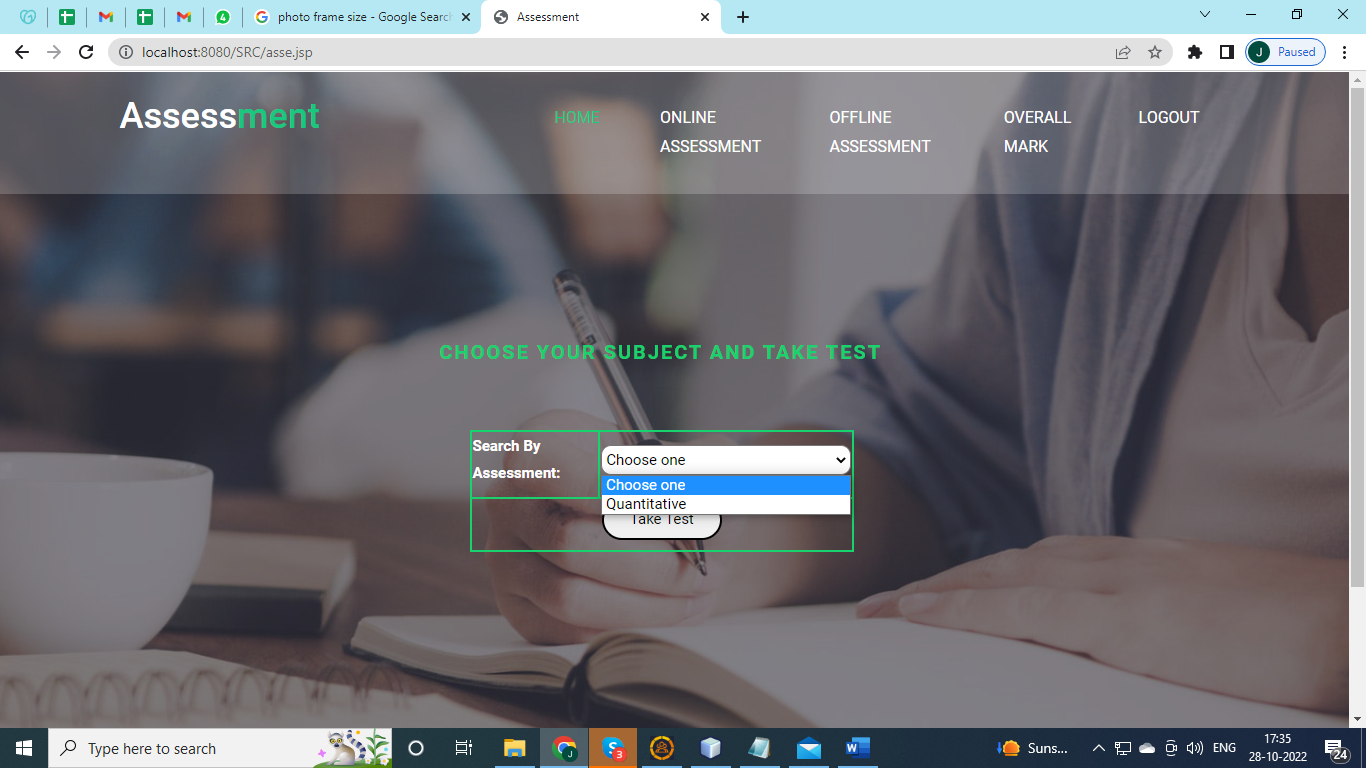 4
photo frame size - Google Search
Assessment
localhost:8080/SRC/asse.jsp
J
Paused
Assessment
HOME
ONLINE
ASSESSMENT
OFFLINE
ASSESSMENT
OVERALL
MARK
LOGOUT
CHOOSE YOUR SUBJECT AND TAKE TEST
Search By
Assessment:
Choose one
Choose one
Quantitative
Take Test
Type here to search
J
3
Suns...
ENG
17:35
28-10-2022
24